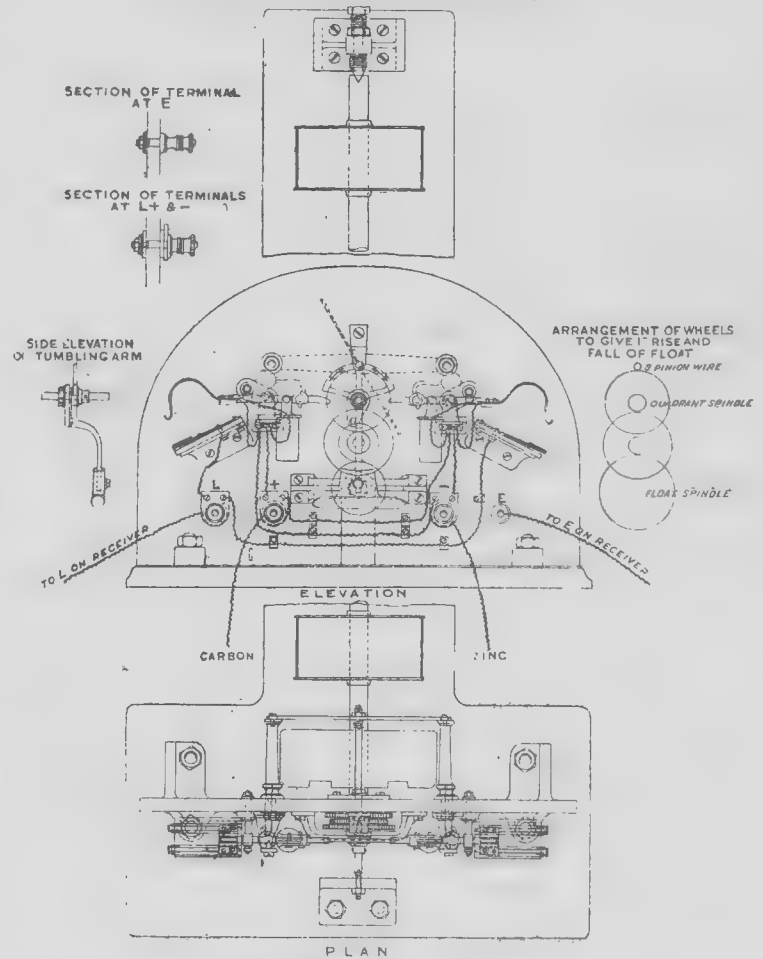 SECTION OF TERMINAL
AT E
SECTION OF TERMINALS
AT L+ & -
SIDE ELEVATION
OF TUMBLING ARM
ARRANGEMENT OF WHEELS
TO GIVE 1" RISE AND
FALL OF FLOAT
PINION WIRE
QUADRANT SPINDLE
FLOAT SPINDLE
L
+
-
E
TO L ON RECEIVER
TO E ON RECEIVER
ELEVATION
CARBON
ZINC
PLAN